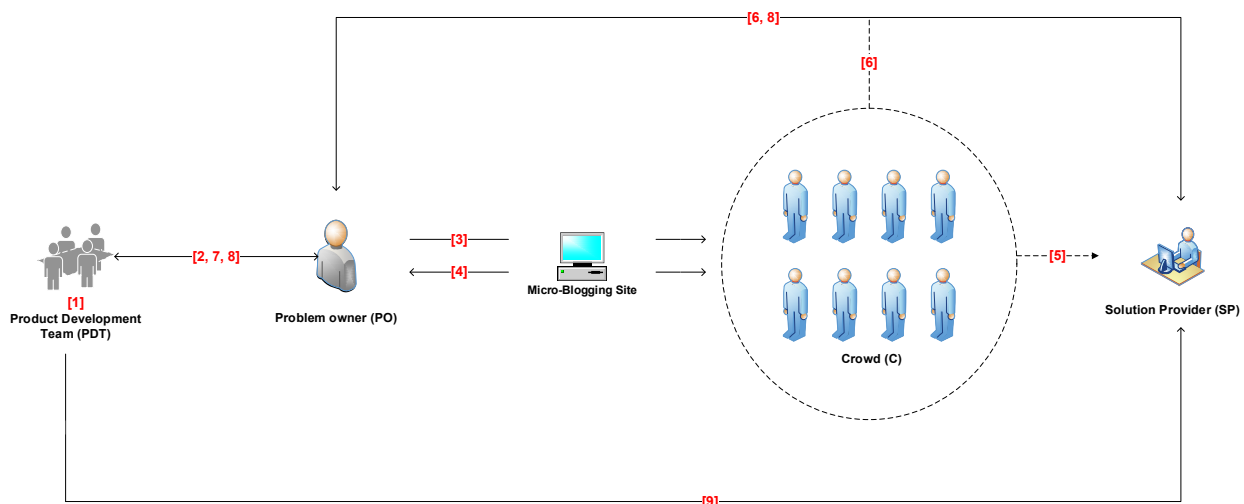 [6, 8]
[6]
[2, 7, 8]
[3]
[4]
Micro-Blogging Site
[5]
[1]
Product Development
Team (PDT)
Problem owner (PO)
Crowd (C)
Solution Provider (SP)
[9]